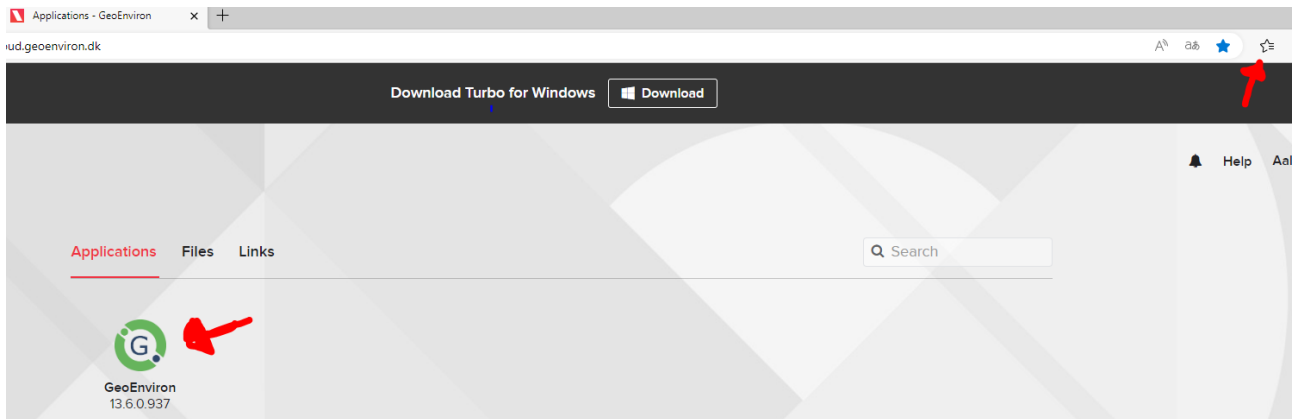 Applications - GeoEnviron
oud.geoenviron.dk
Download Turbo for Windows Download
Help Aal
Applications Files Links Search
GeoEnviron
13.6.0.937